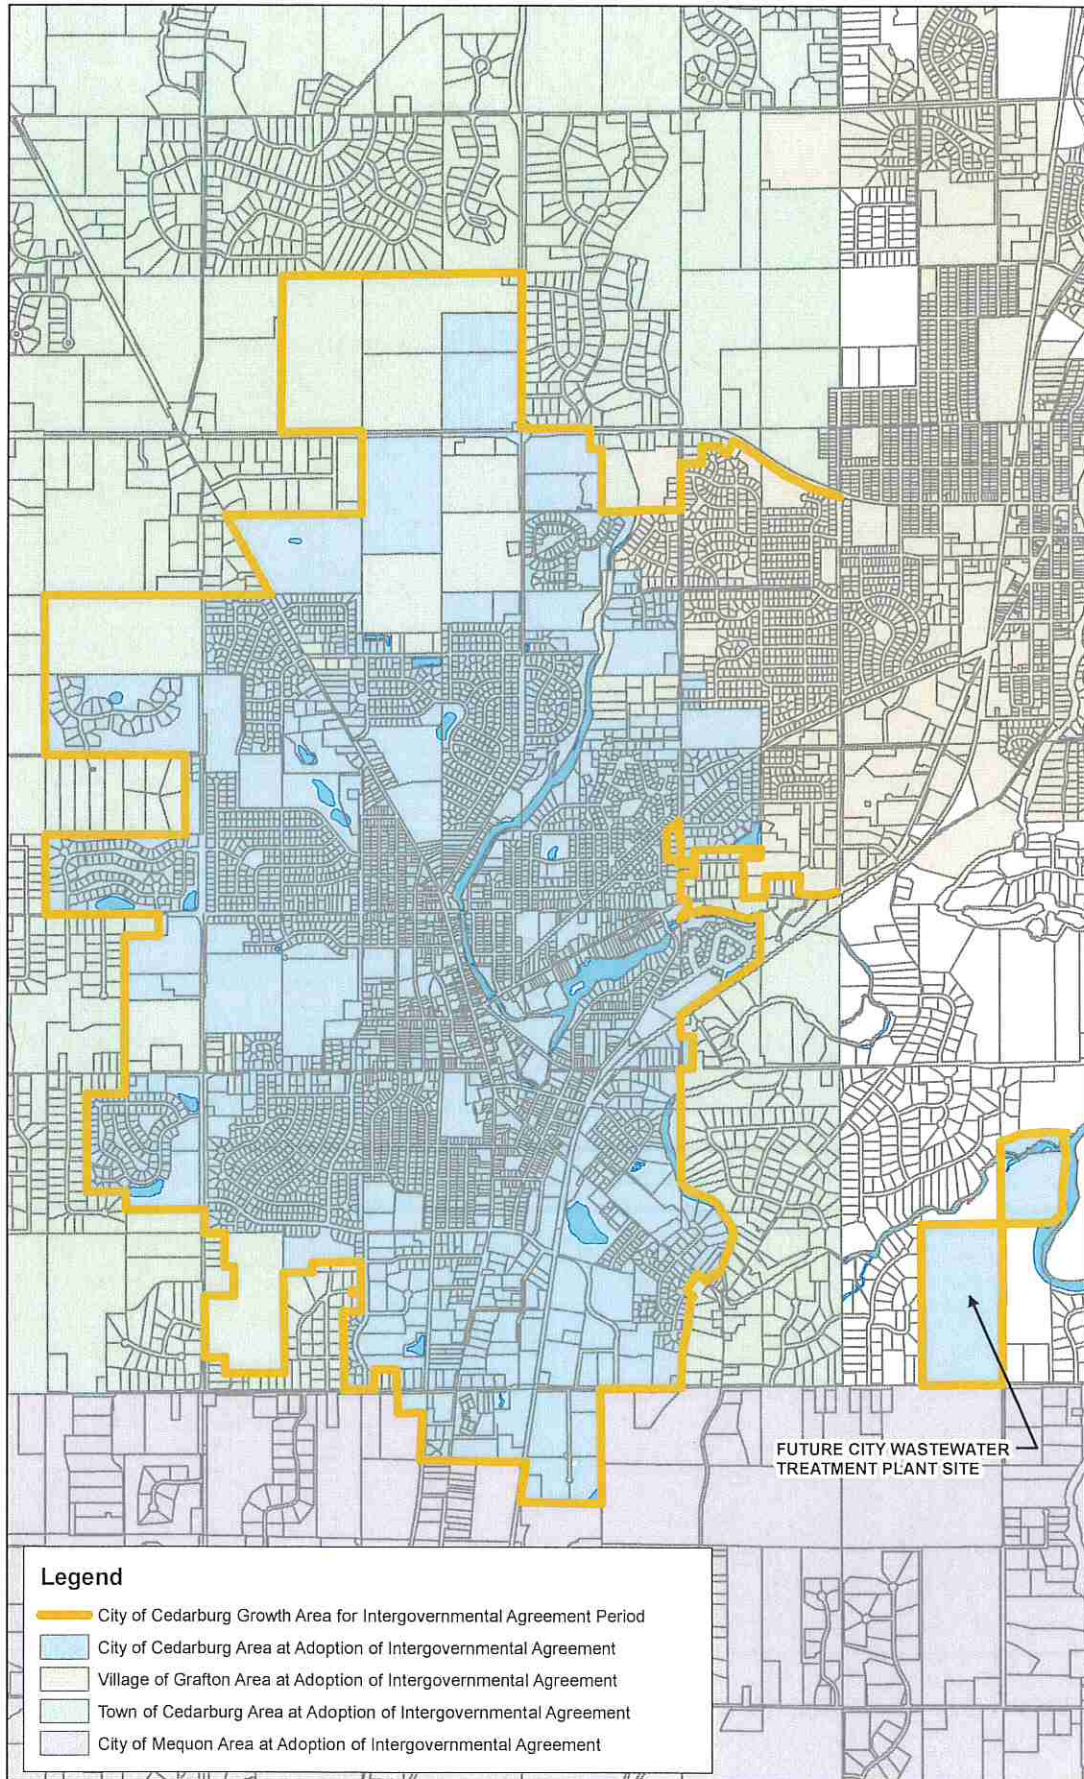 FUTURE CITY WASTEWATER
TREATMENT PLANT SITE
Legend
City of Cedarburg Growth Area for Intergovernmental Agreement Period
City of Cedarburg Area at Adoption of Intergovernmental Agreement
Village of Grafton Area at Adoption of Intergovernmental Agreement
Town of Cedarburg Area at Adoption of Intergovernmental Agreement
City of Mequon Area at Adoption of Intergovernmental Agreement